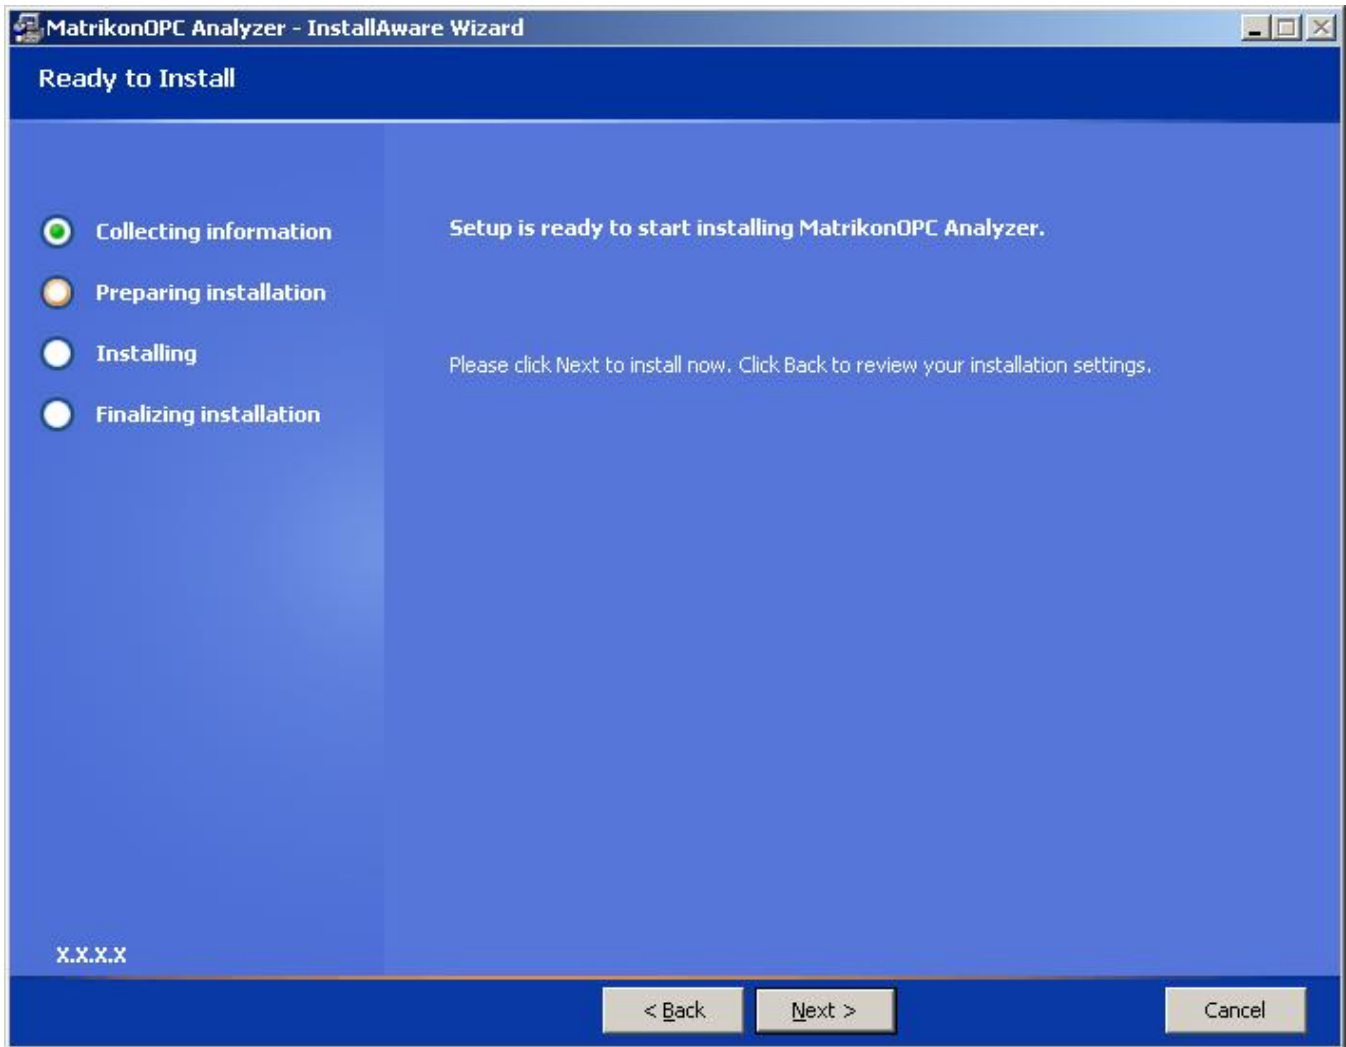 MatrikonOPC Analyzer - InstallAware Wizard
Ready to Install
Collecting information
Preparing installation
Installing
Finalizing installation
Setup is ready to start installing MatrikonOPC Analyzer.
Please click Next to install now. Click Back to review your installation settings.
X.X.X.X
< Back
Next >
Cancel